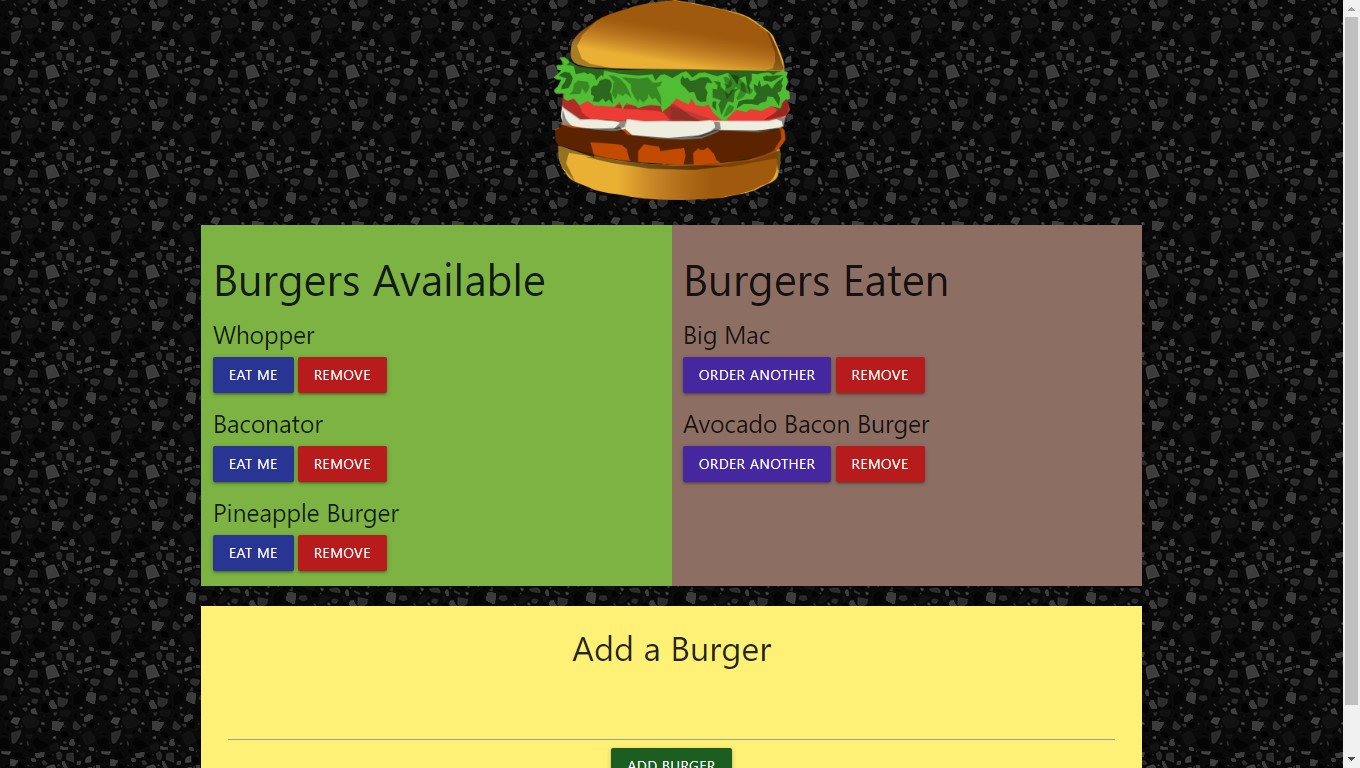 Burgers Available
Whopper
EAT ME REMOVE
Baconator
EAT ME REMOVE
Pineapple Burger
EAT ME REMOVE
Burgers Eaten
Big Mac
ORDER ANOTHER REMOVE
Avocado Bacon Burger
ORDER ANOTHER REMOVE
Add a Burger
ADD BURGER